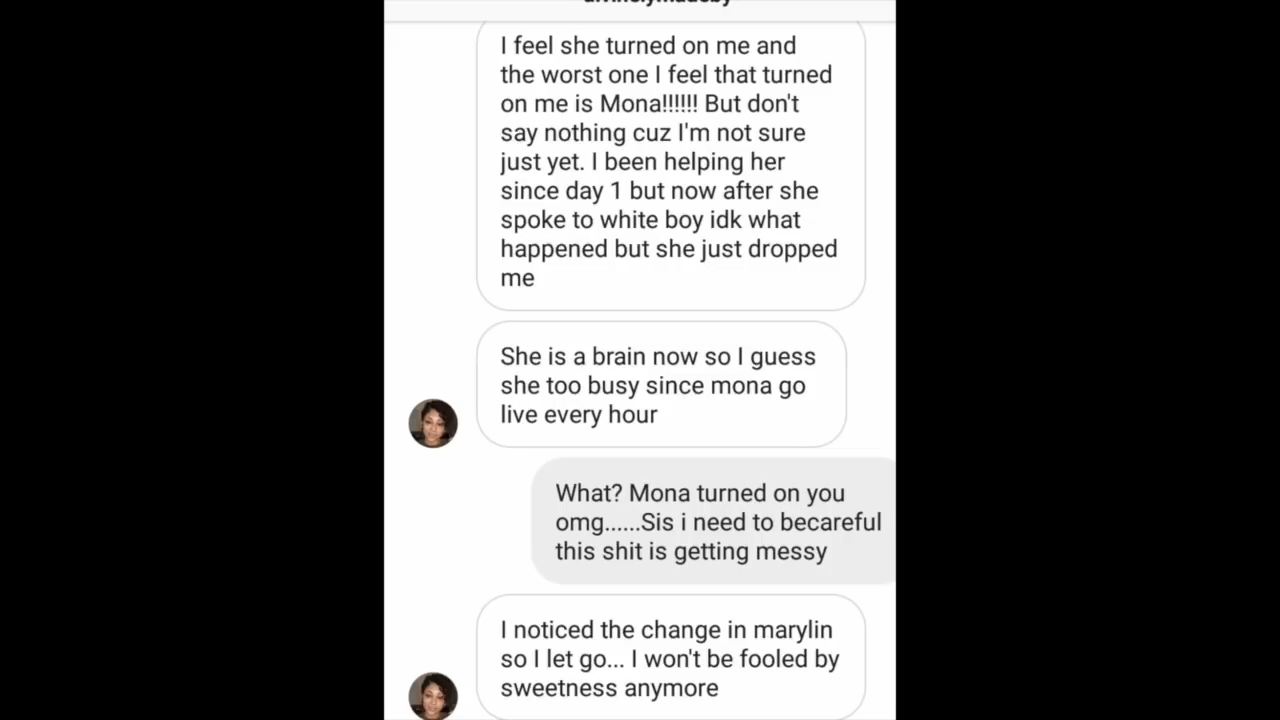 I feel she turned on me and
the worst one I feel that turned
on me is Mona!!!!!! But don't
say nothing cuz I'm not sure
just yet. I been helping her
since day 1 but now after she
spoke to white boy idk what
happened but she just dropped
me
She is a brain now so I guess
she too busy since mona go
live every hour
What? Mona turned on you
omg......Sis i need to becareful
this shit is getting messy
I noticed the change in marylin
so I let go... I won't be fooled by
sweetness anymore